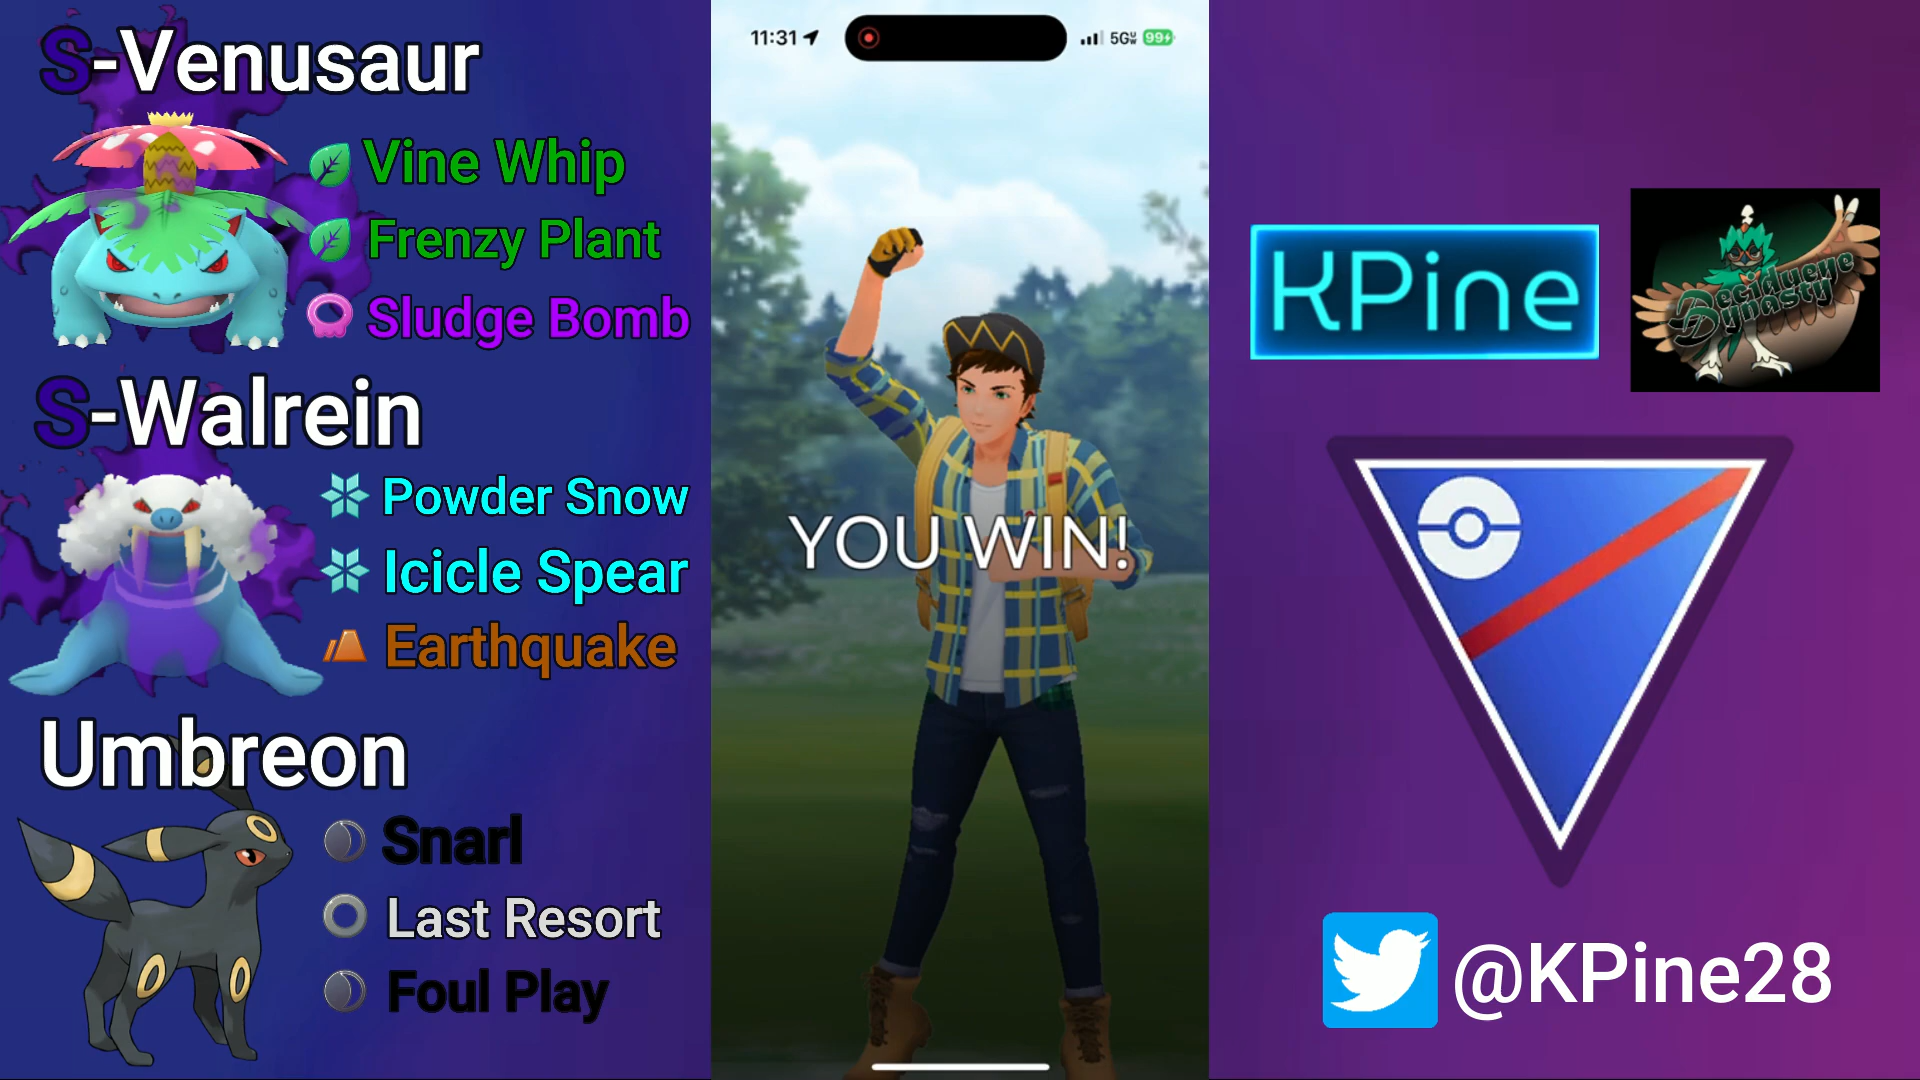 S-Venusaur
Vine Whip
Frenzy Plant
Sludge Bomb
S-Walrein
Powder Snow
Icicle Spear
Earthquake
Umbreon
Snarl
Last Resort
Foul Play
11:31
5G UW 99
YOU WIN!
KPine
Decidueye
Dynasty
@KPine28